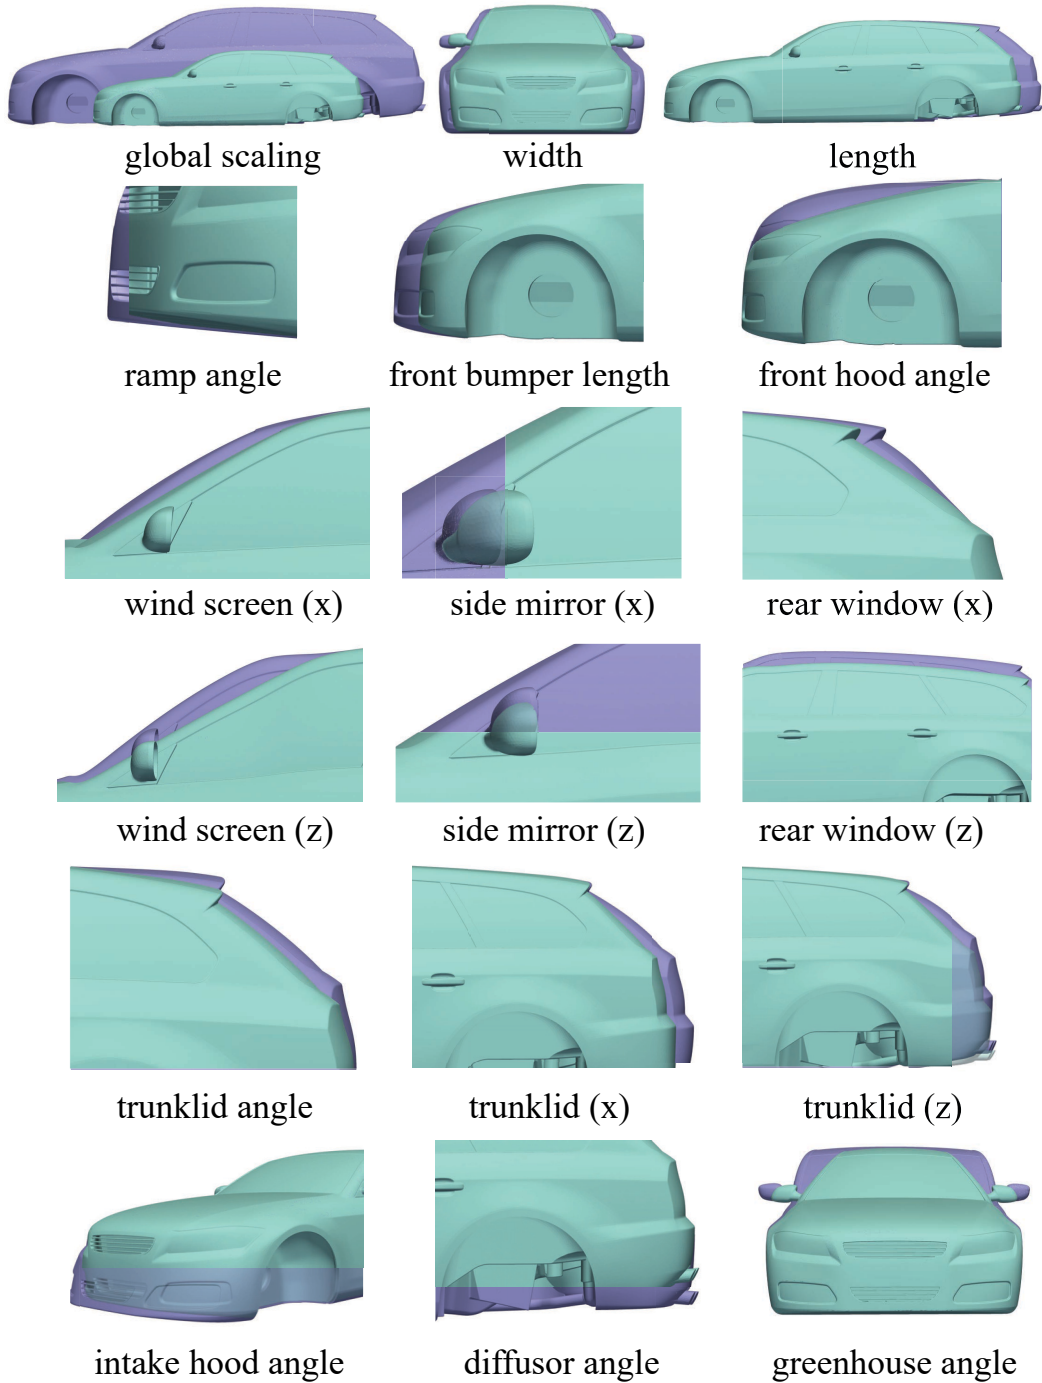 global scaling
width
length
ramp angle
front bumper length
front hood angle
wind screen (x)
side mirror (x)
rear window (x)
wind screen (z)
side mirror (z)
rear window (z)
trunklid angle
trunklid (x)
trunklid (z)
intake hood angle
diffusor angle
greenhouse angle